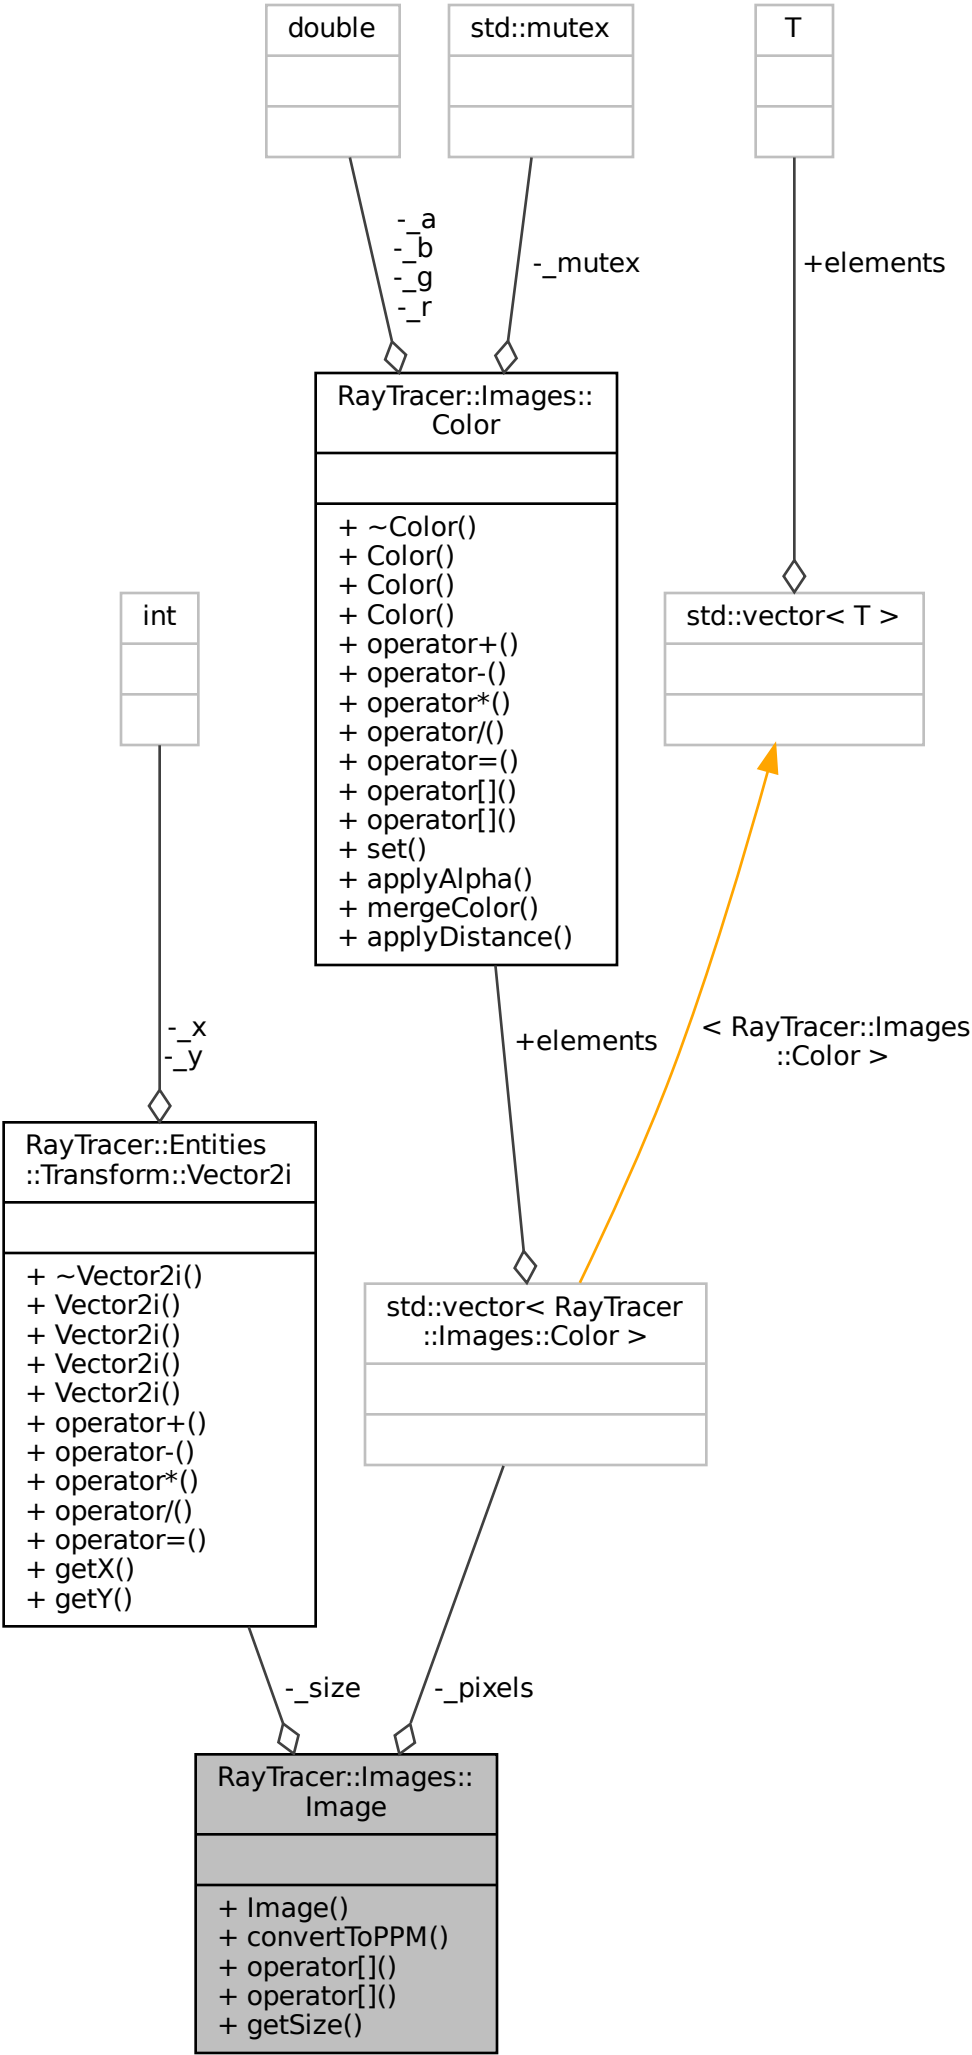 double
std::mutex
T
-_a
-_b
-_g
-_r
-_mutex
+elements
RayTracer::Images::
Color
+ ~Color()
+ Color()
+ Color()
+ Color()
+ operator+()
+ operator-()
+ operator*()
+ operator/()
+ operator=()
+ operator[]()
+ operator[]()
+ set()
+ applyAlpha()
+ mergeColor()
+ applyDistance()
int
std::vector< T >
-_x
-_y
+elements
< RayTracer::Images
::Color >
RayTracer::Entities
::Transform::Vector2i
+ ~Vector2i()
+ Vector2i()
+ Vector2i()
+ Vector2i()
+ Vector2i()
+ operator+()
+ operator-()
+ operator*()
+ operator/()
+ operator=()
+ getX()
+ getY()
std::vector< RayTracer
::Images::Color >
-_size
-_pixels
RayTracer::Images::
Image
+ Image()
+ convertToPPM()
+ operator[]()
+ operator[]()
+ getSize()